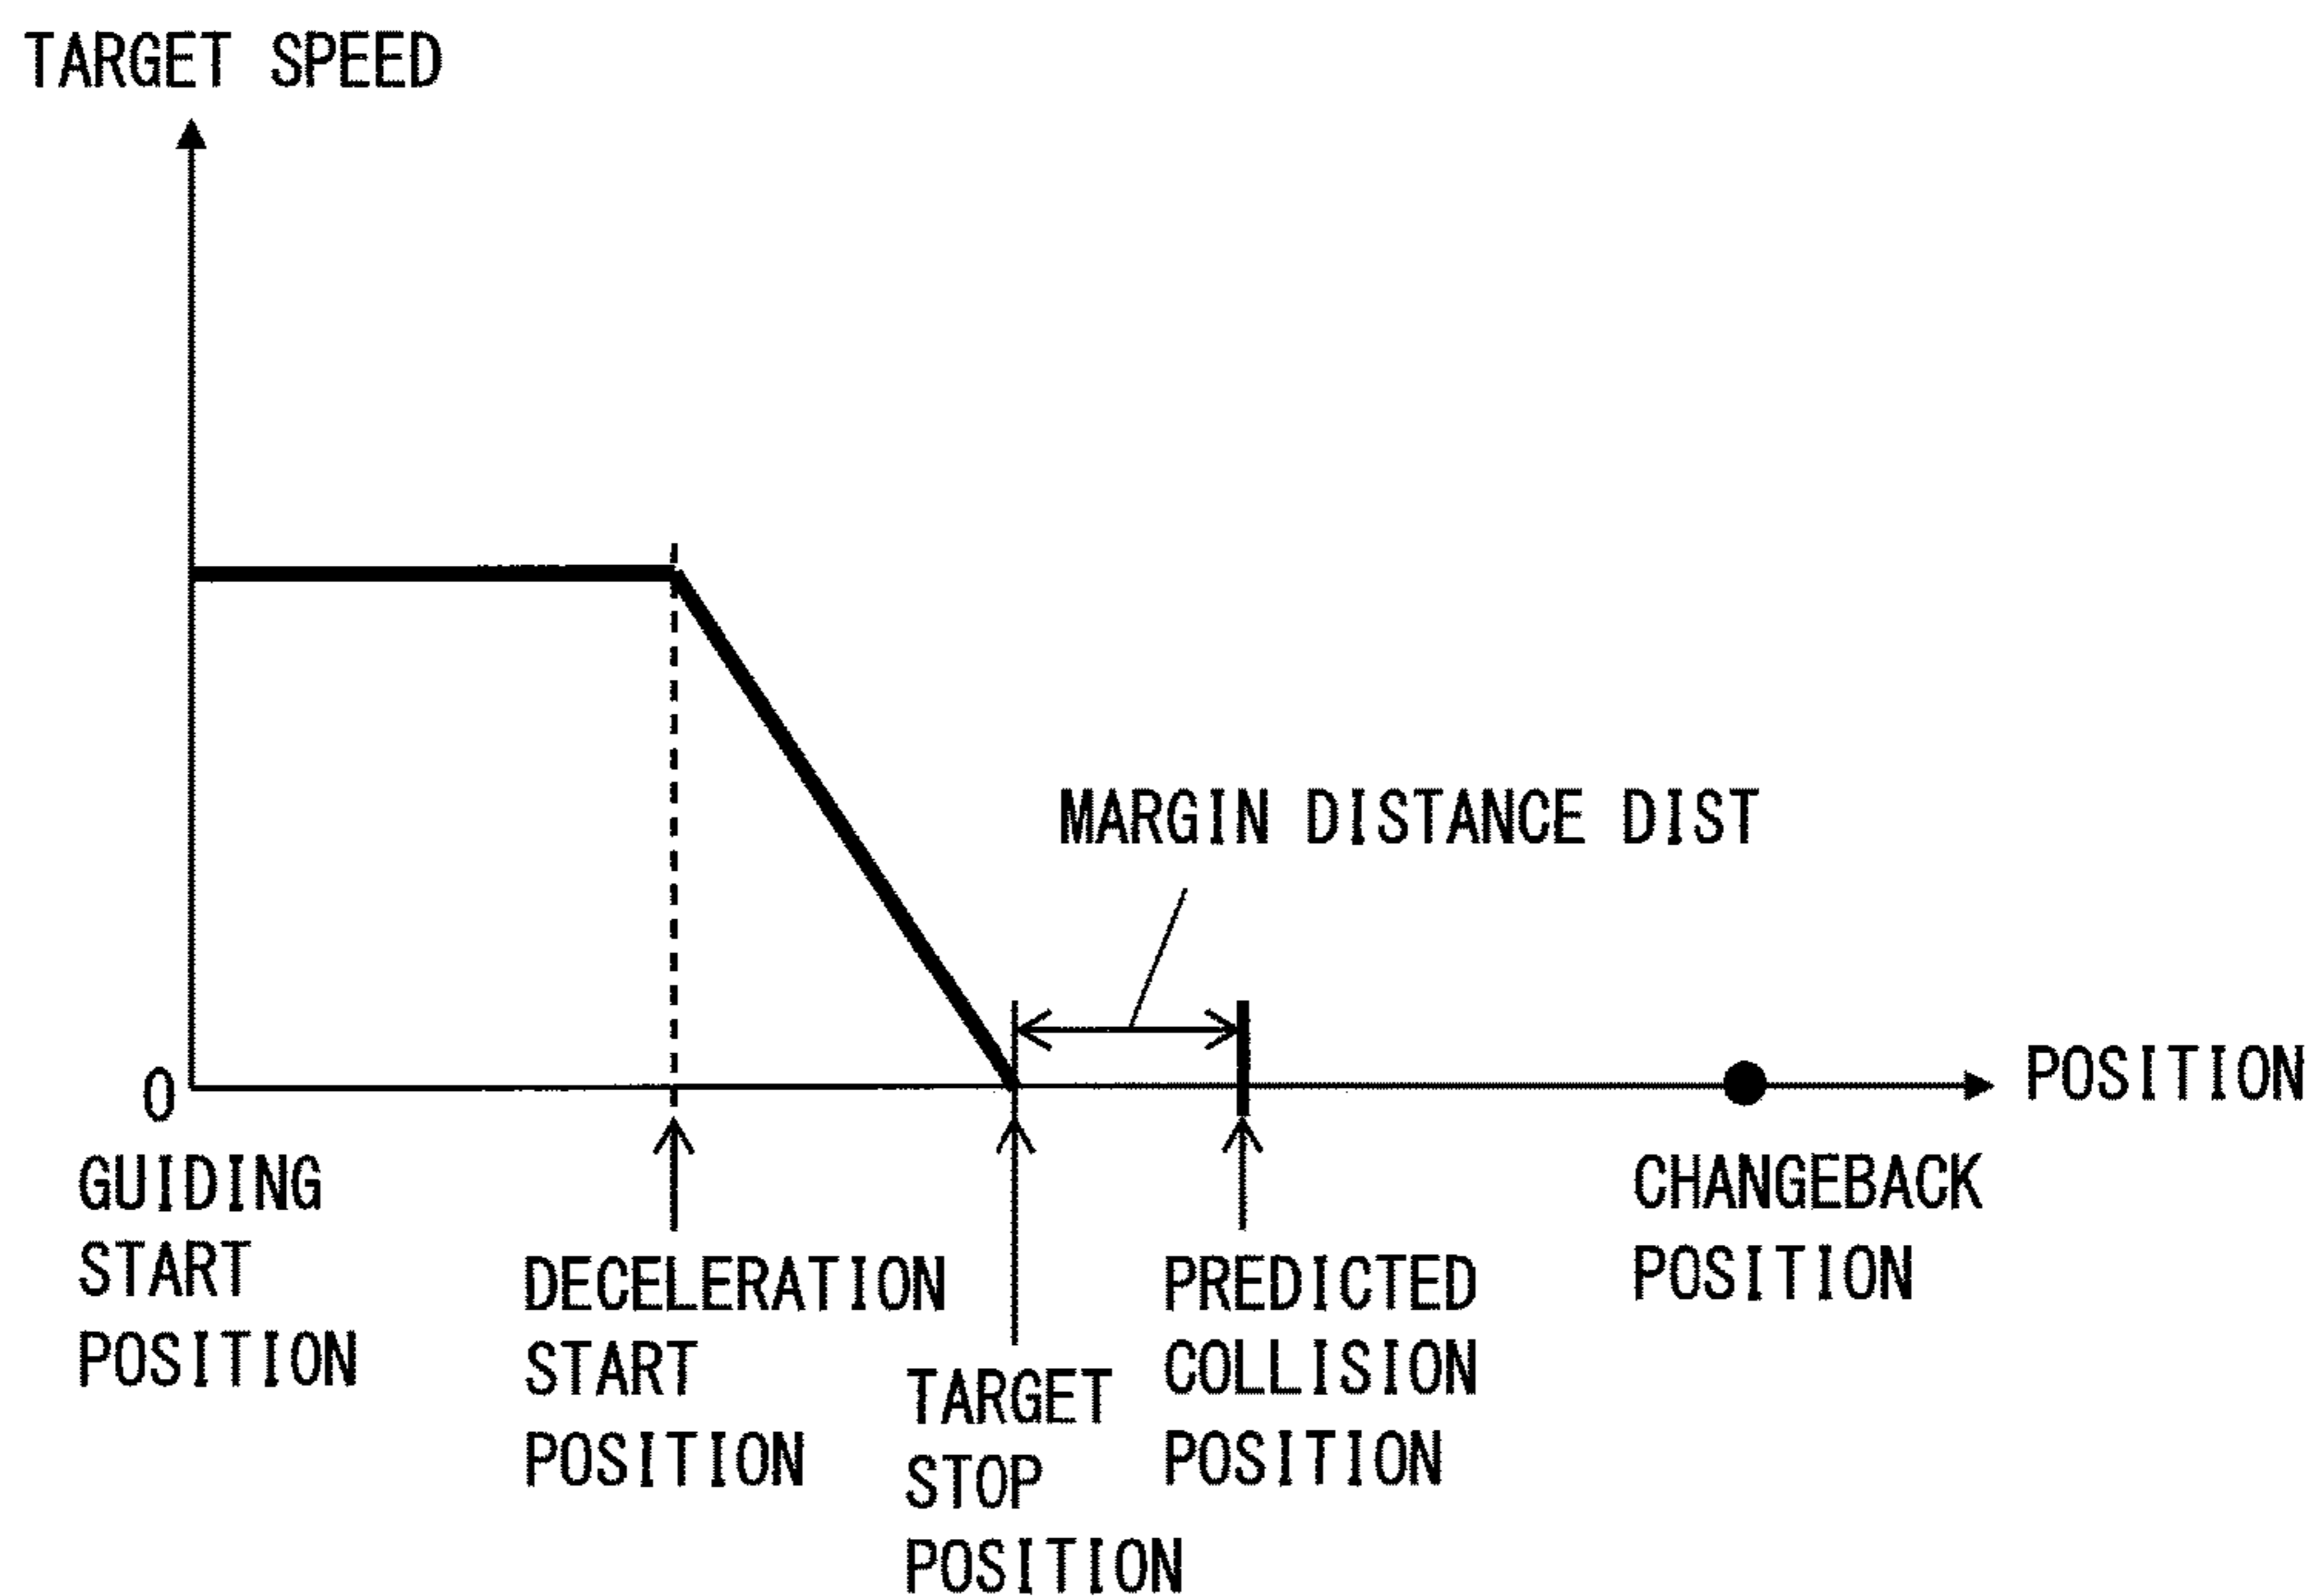 TARGET SPEED
MARGIN DISTANCE DIST
POSITION
0
GUIDING
START
POSITION
DECELERATION
START
POSITION
TARGET
STOP
POSITION
PREDICTED
COLLISION
POSITION
CHANGEBACK
POSITION